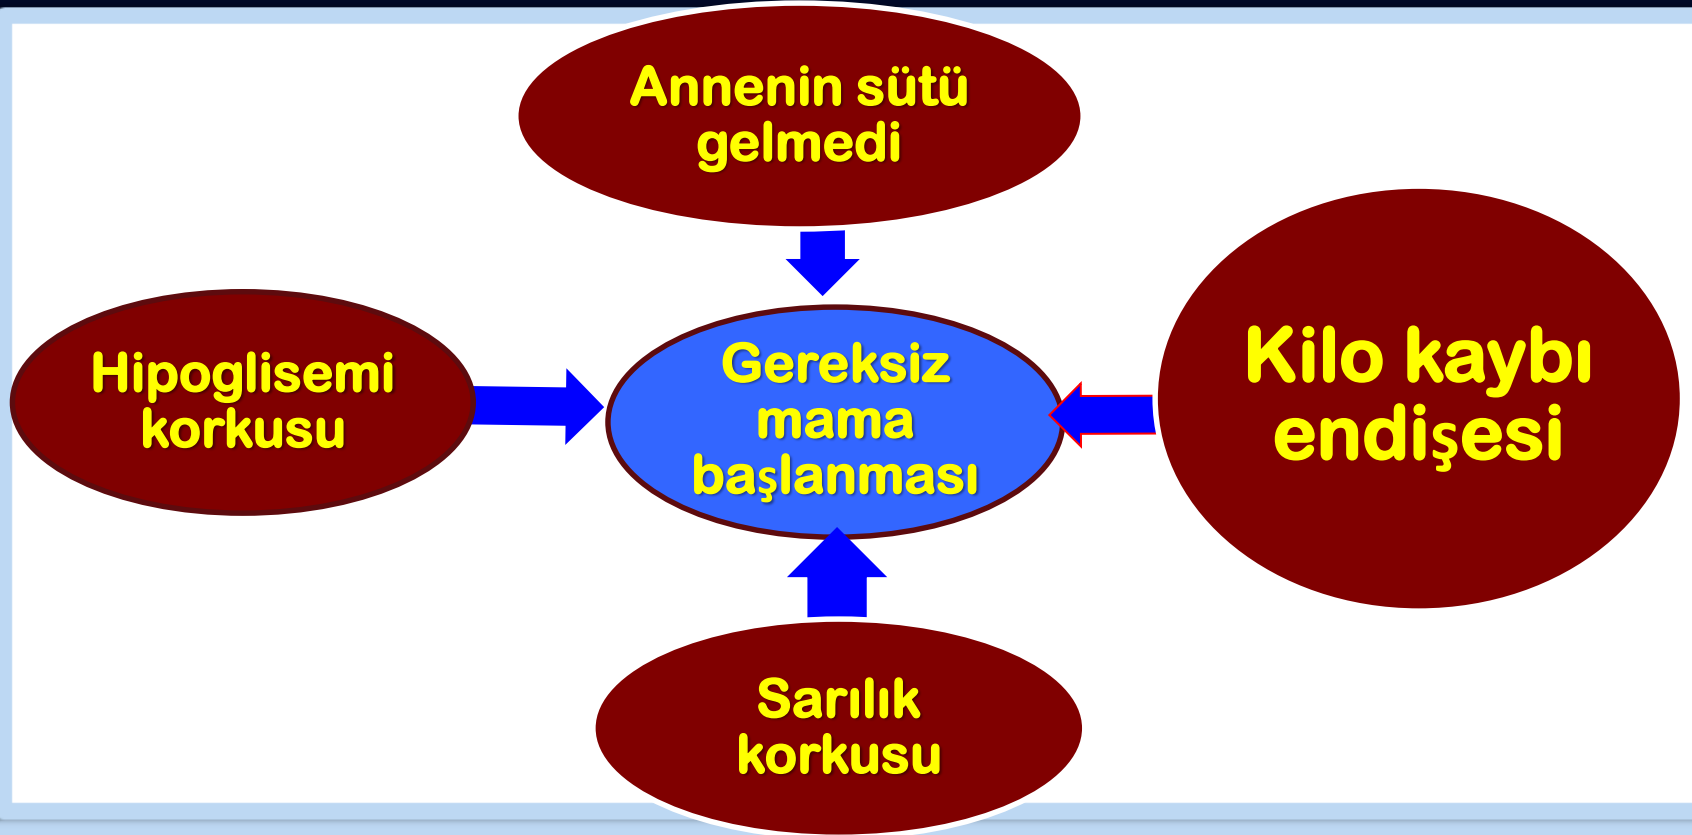 Annenin sütü
gelmedi
Hipoglisemi
korkusu
Gereksiz
mama
başlanması
Kilo kaybı
endişesi
Sarılık
korkusu